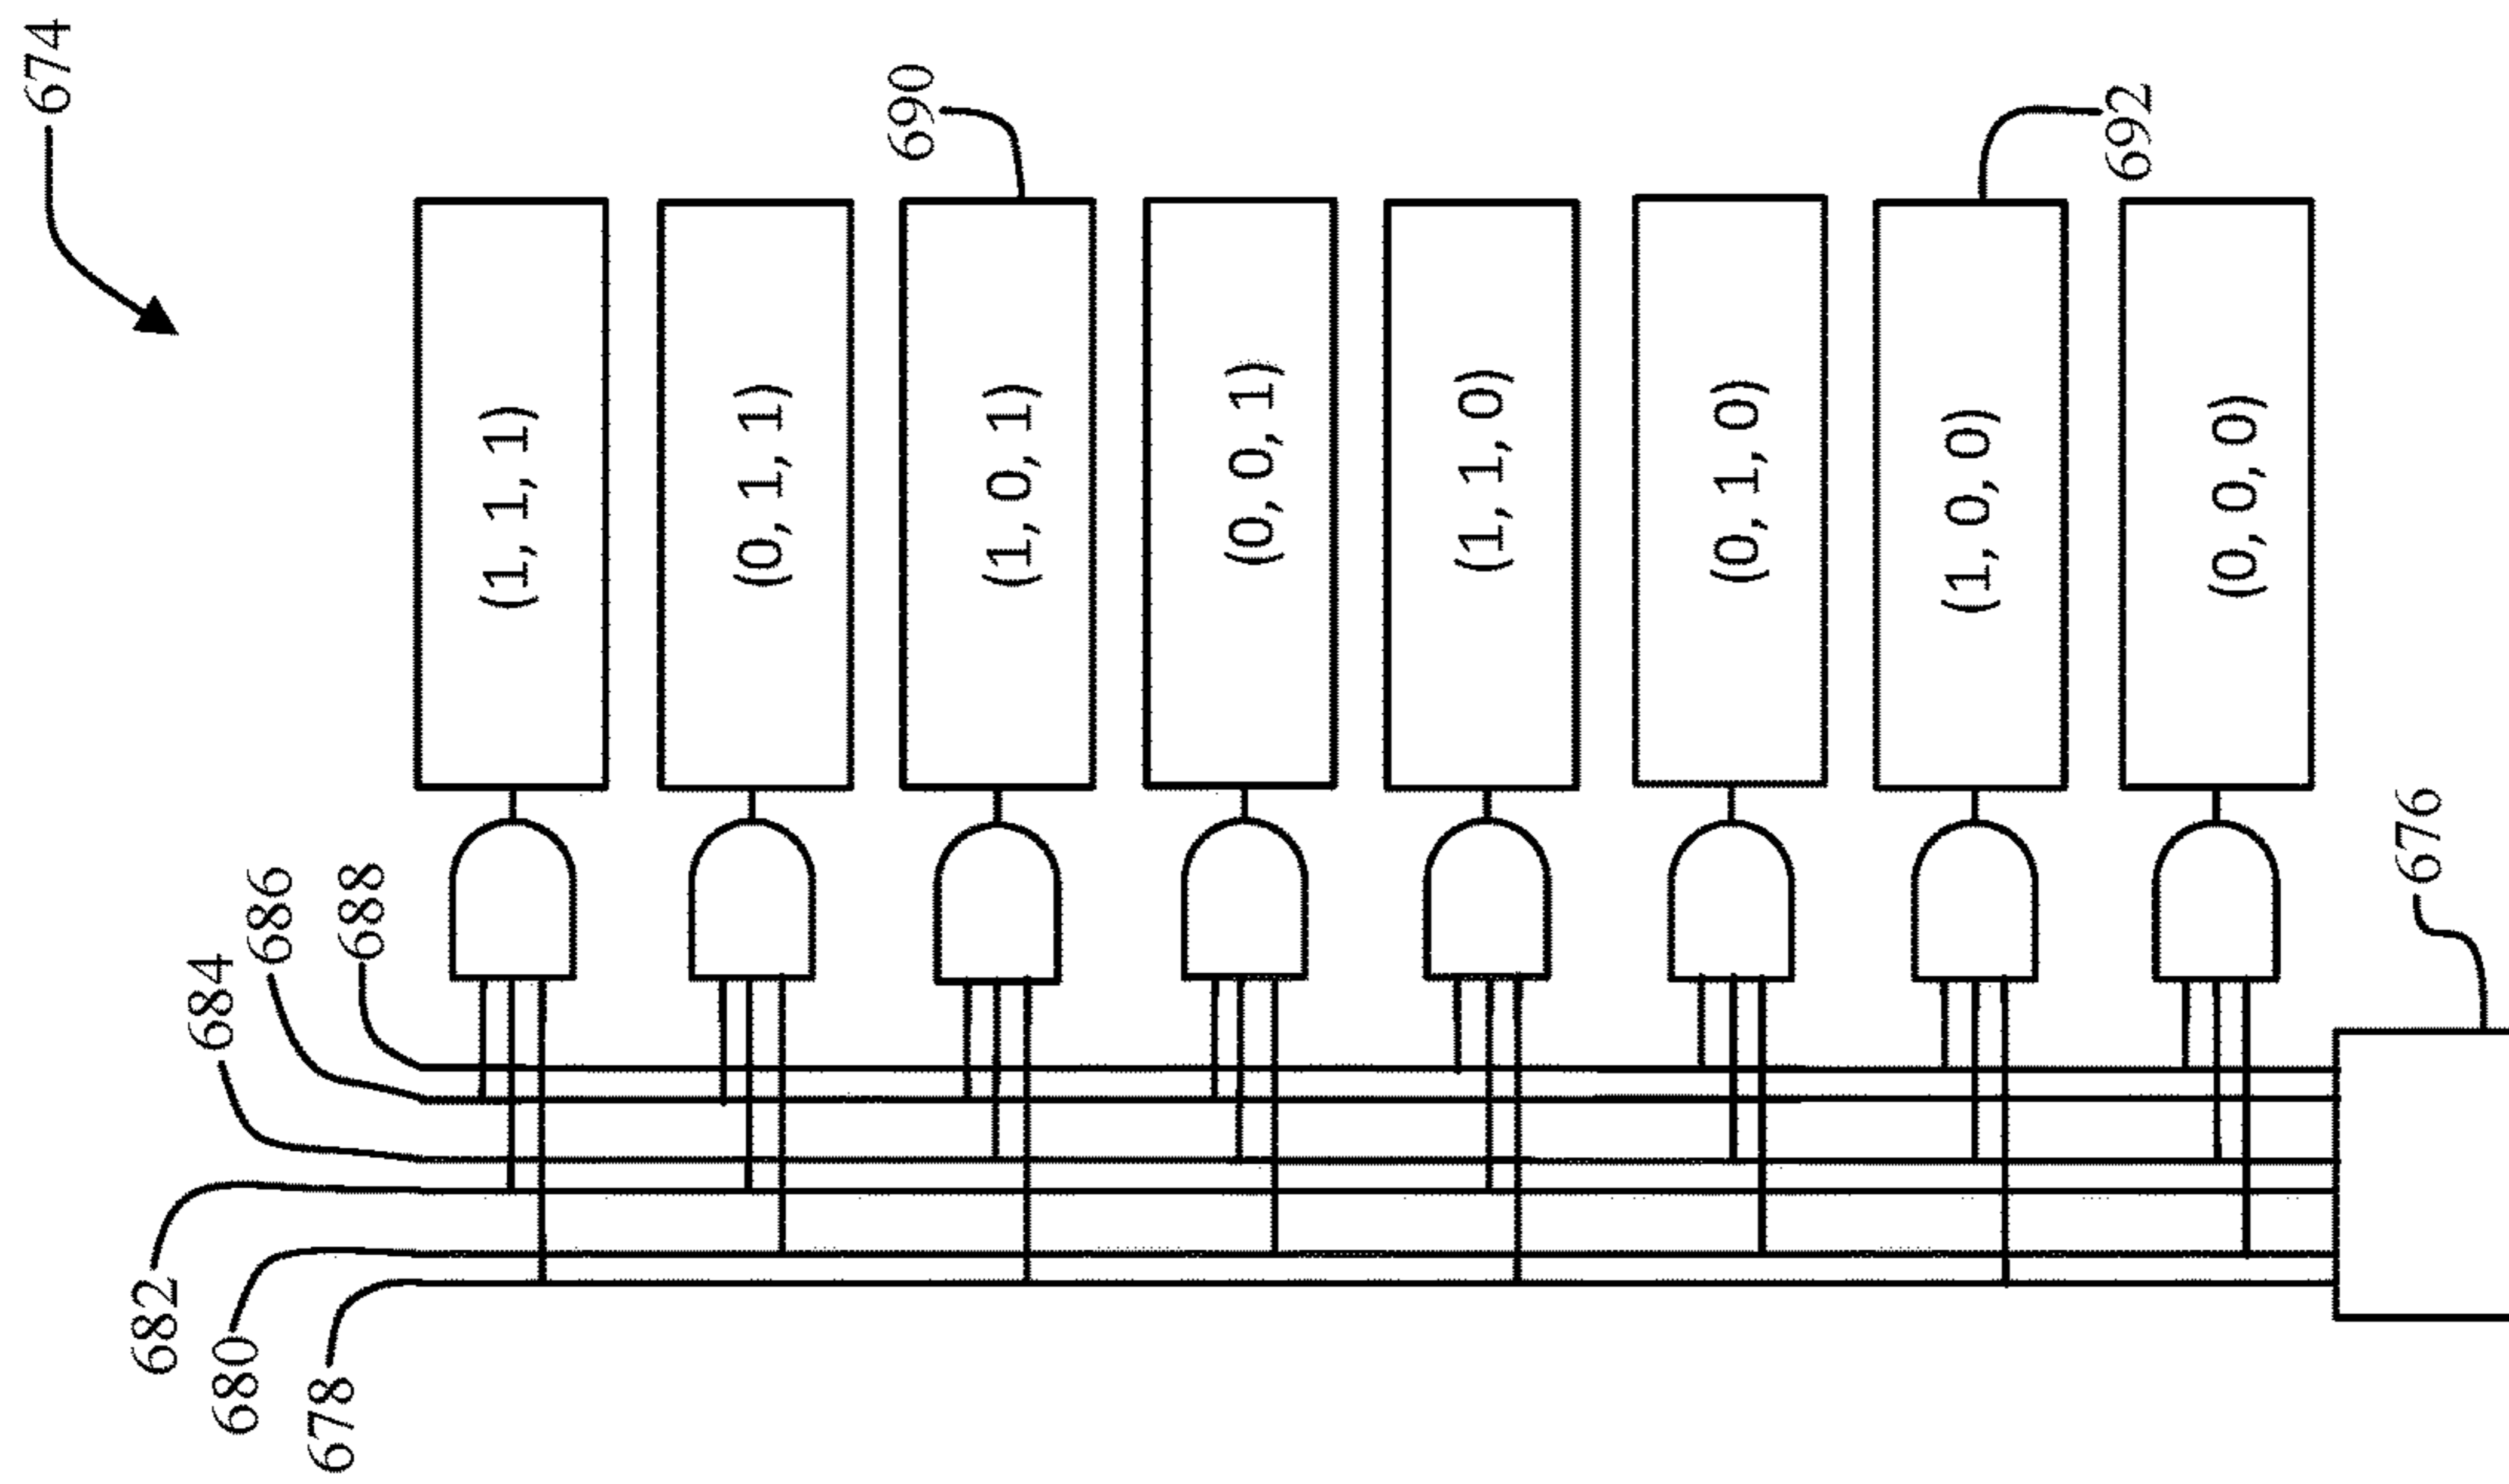 674
682
684
680
686
678
688
(1, 1, 1)
(0, 1, 1)
690
(1, 0, 1)
(0, 0, 1)
(1, 1, 0)
(0, 1, 0)
(1, 0, 0)
692
(0, 0, 0)
676